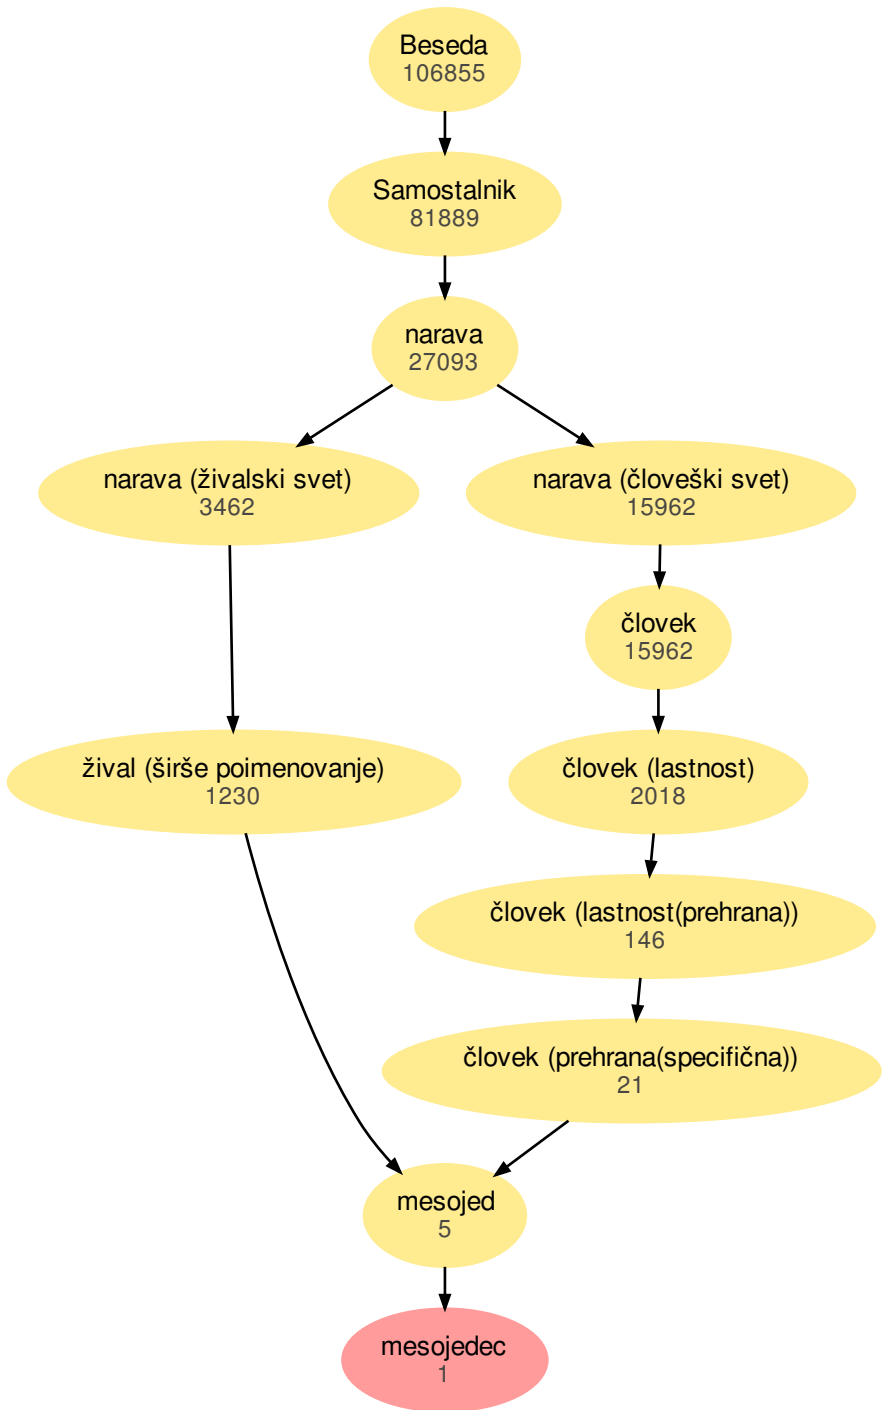 Beseda
106855
Samostalnik
81889
narava
27093
narava (živalski svet)
3462
narava (človeški svet)
15962
človek
15962
žival (širše poimenovanje)
1230
človek (lastnost)
2018
človek (lastnost(prehrana))
146
človek (prehrana(specifična))
21
mesojed
5
mesojedec
1